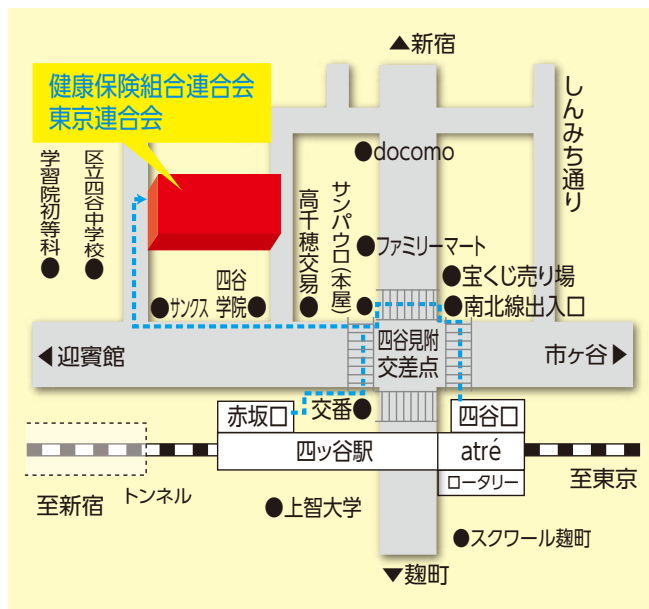 ▲新宿
健康保険組合連合会
東京連合会
しんみち通り
●docomo
学習院初等科
区立四谷中学校
高千穂交易
サンパウロ(本屋)
●ファミリーマート
●宝くじ売り場
●サンクス
四谷
学院●
●南北線出入口
◀迎賓館
四谷見附
交差点
市ヶ谷▶
赤坂口
交番●
四谷口
四ッ谷駅
atré
ロータリー
至新宿
トンネル
至東京
●上智大学
●スクワール麹町
▼麹町